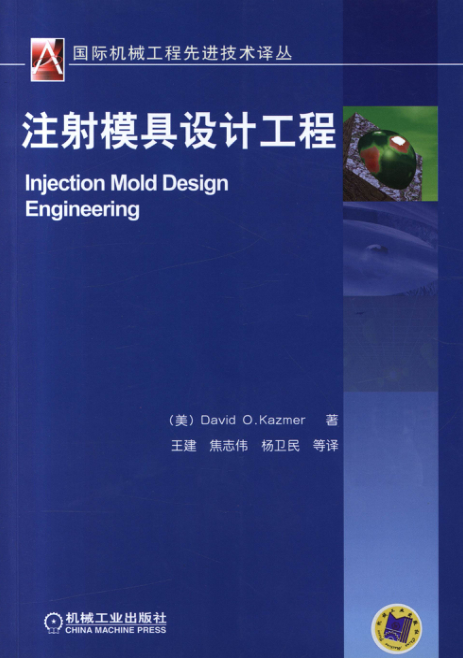 国际机械工程先进技术译丛
注射模具设计工程
Injection Mold Design
Engineering
（美）David O.Kazmer 著
王建 焦志伟 杨卫民 等译
机械工业出版社
CHINA MACHINE PRESS